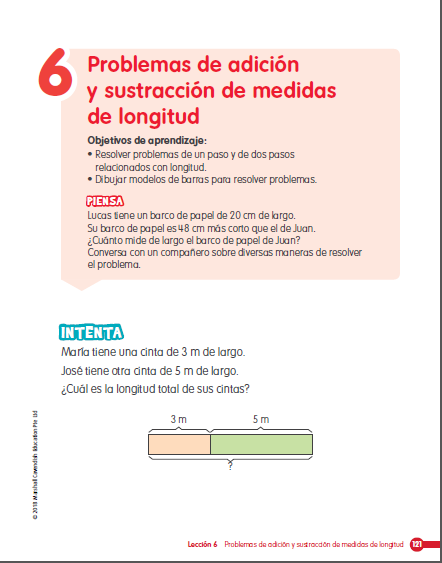 6
Problemas de adición
y sustracción de medidas
de longitud
Objetivos de aprendizaje:
• Resolver problemas de un paso y de dos pasos
relacionados con longitud.
• Dibujar modelos de barras para resolver problemas.
PIENSA
Lucas tiene un barco de papel de 20 cm de largo.
Su barco de papel es 48 cm más corto que el de Juan.
¿Cuánto mide de largo el barco de papel de Juan?
Conversa con un compañero sobre diversas maneras de resolver
el problema.
INTENTA
María tiene una cinta de 3 m de largo.
José tiene otra cinta de 5 m de largo.
¿Cuál es la longitud total de sus cintas?
3 m 5 m
?
© 2018 Marshall Cavendish Education Pte Ltd
Lección 6 Problemas de adición y sustracción de medidas de longitud 121